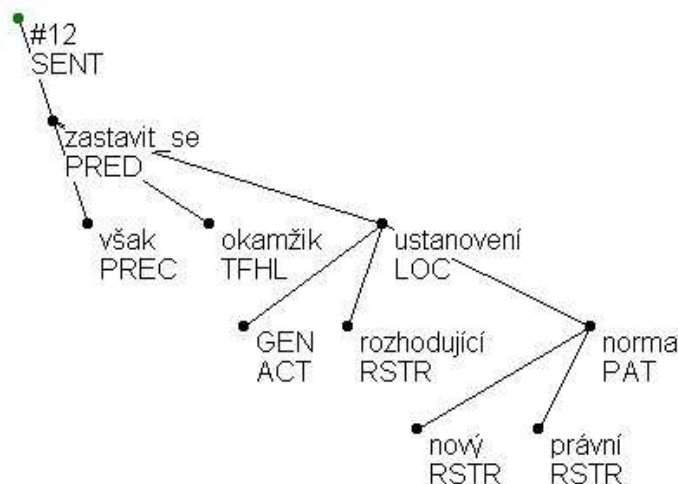 #12
SENT
zastavit_se
PRED
však
PREC
okamžik
TFHL
ustanovení
LOC
GEN
ACT
rozhodující
RSTR
norma
PAT
nový
RSTR
právní
RSTR